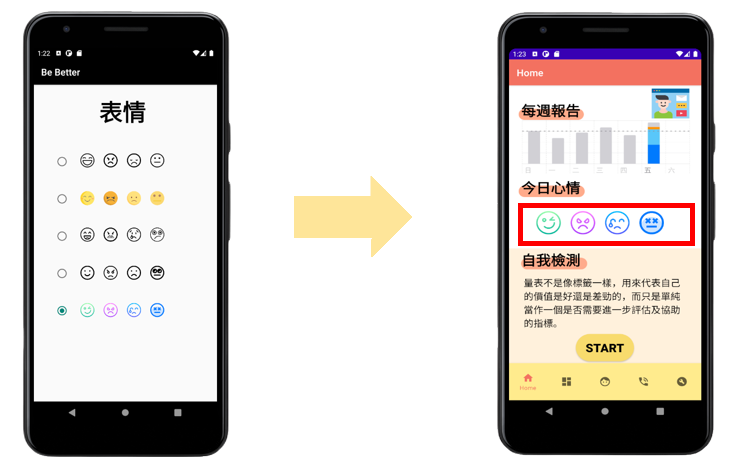 1:22
Be Better
表情
1:23
Home
每週報告
日 一 二 三 四 五 六
今日心情
自我檢測
量表不是像標籤一樣，用來代表自己
的價值是好還是差勁的，而只是單純
當作一個是否需要進一步評估及協助
的指標。
START
Home